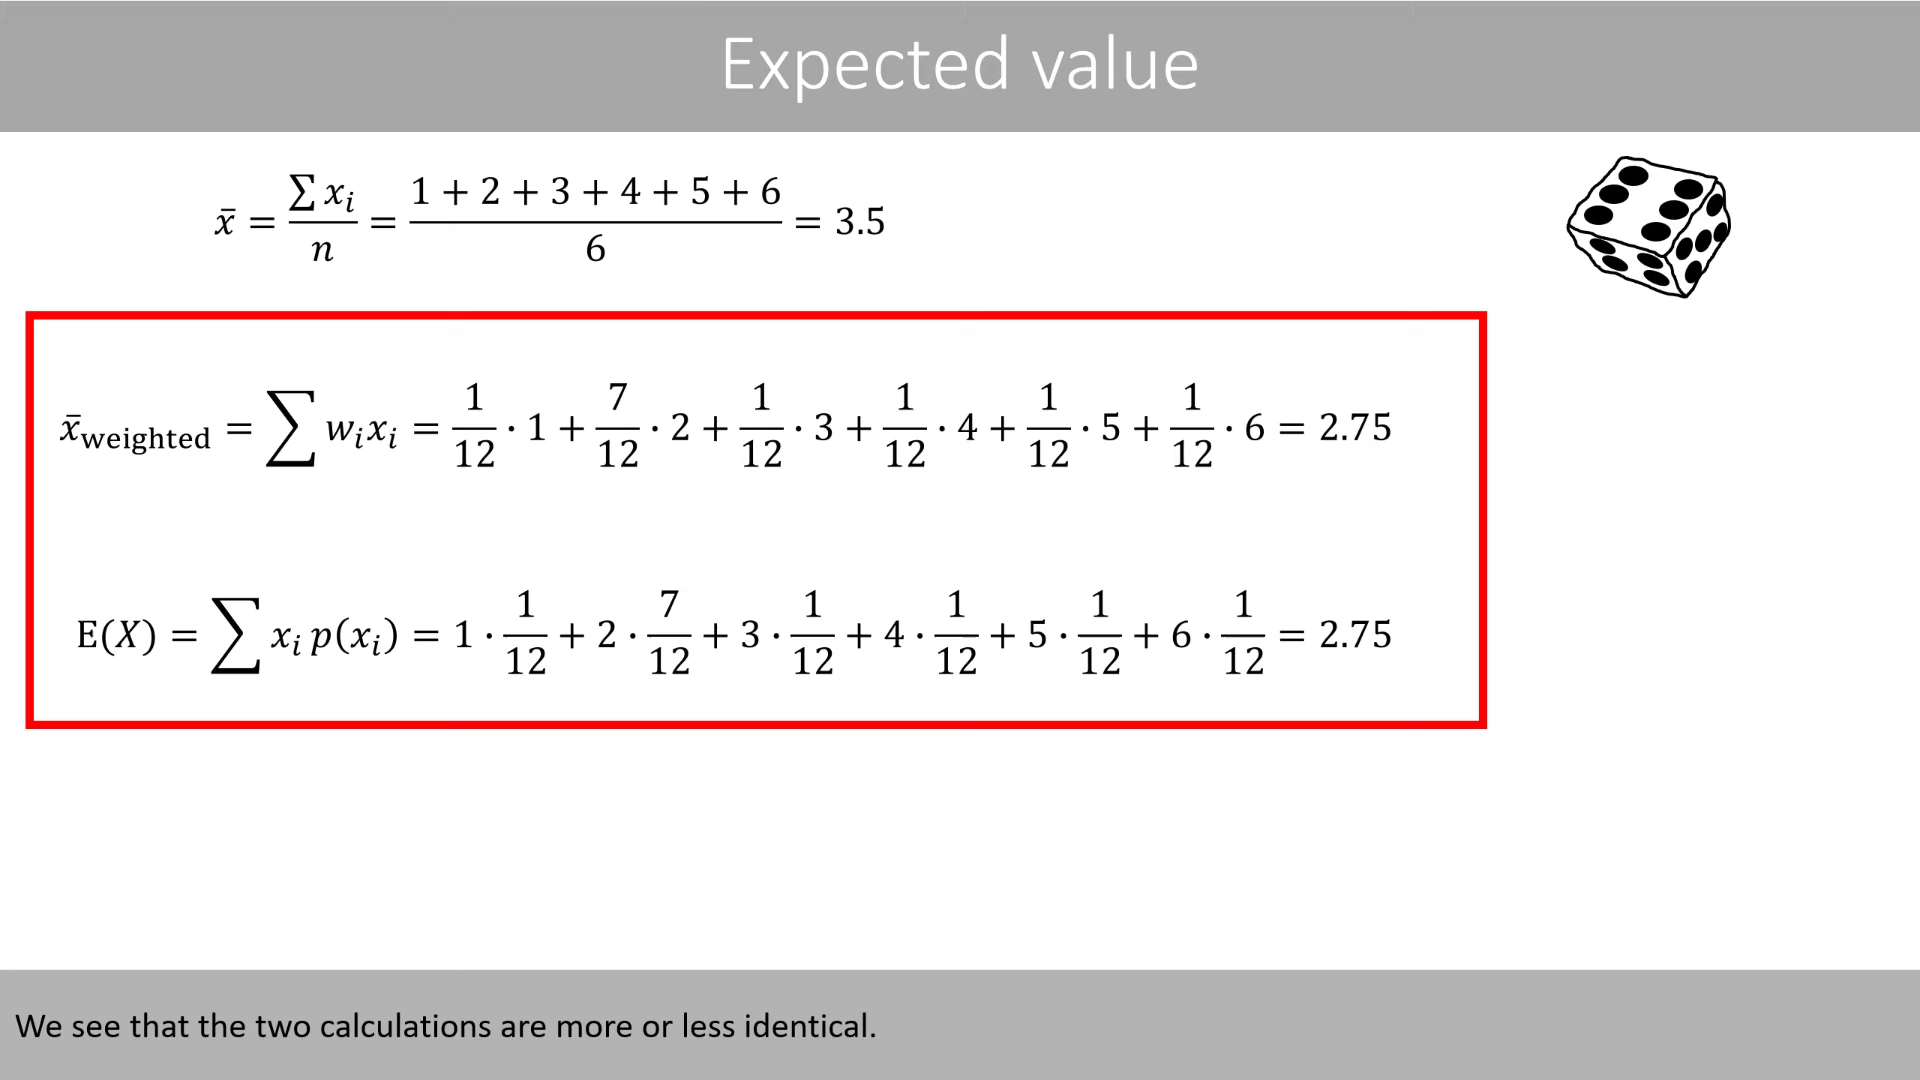 Expected value
x̄ = ∑ xᵢ / n = (1 + 2 + 3 + 4 + 5 + 6) / 6 = 3.5
x̄weighted = ∑ wᵢxᵢ = 1/12 · 1 + 7/12 · 2 + 1/12 · 3 + 1/12 · 4 + 1/12 · 5 + 1/12 · 6 = 2.75
E(X) = ∑ xᵢ p(xᵢ) = 1 · 1/12 + 2 · 7/12 + 3 · 1/12 + 4 · 1/12 + 5 · 1/12 + 6 · 1/12 = 2.75
We see that the two calculations are more or less identical.